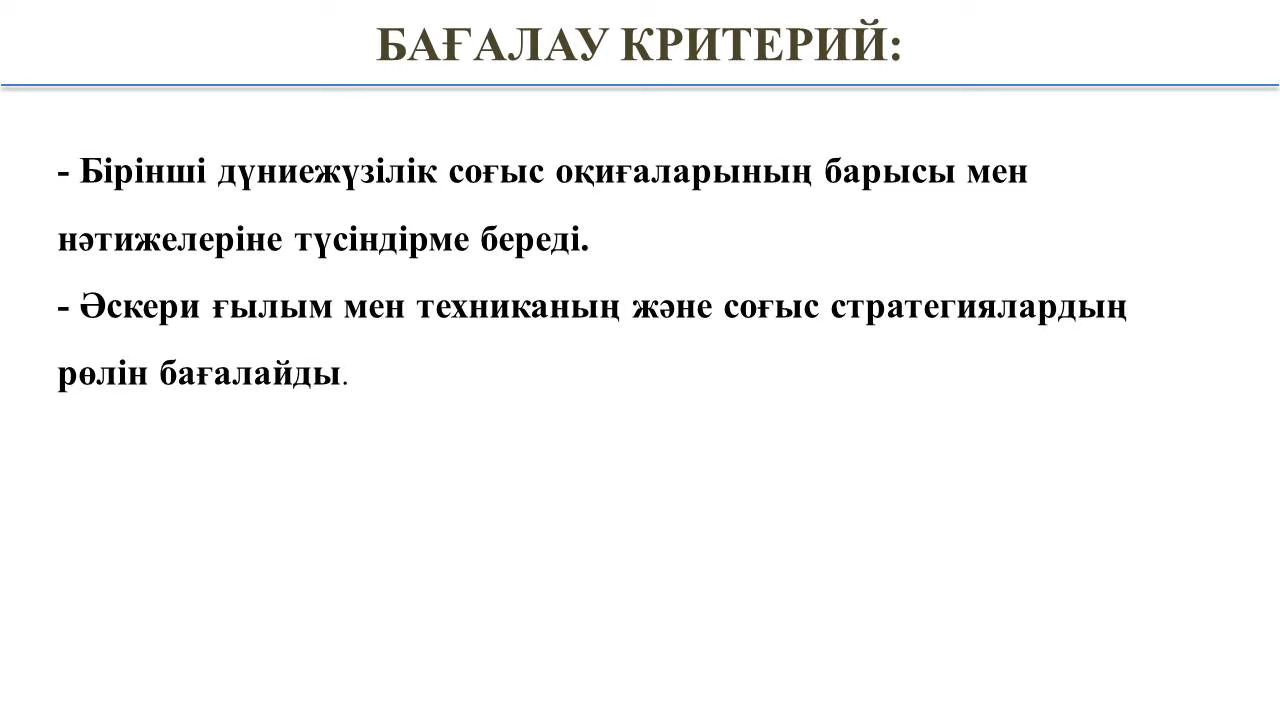 БАҒАЛАУ КРИТЕРИЙ:
- Бірінші дүниежүзілік соғыс оқиғаларының барысы мен
нәтижелеріне түсіндірме береді.
- Әскери ғылым мен техниканың және соғыс стратегиялардың
рөлін бағалайды.